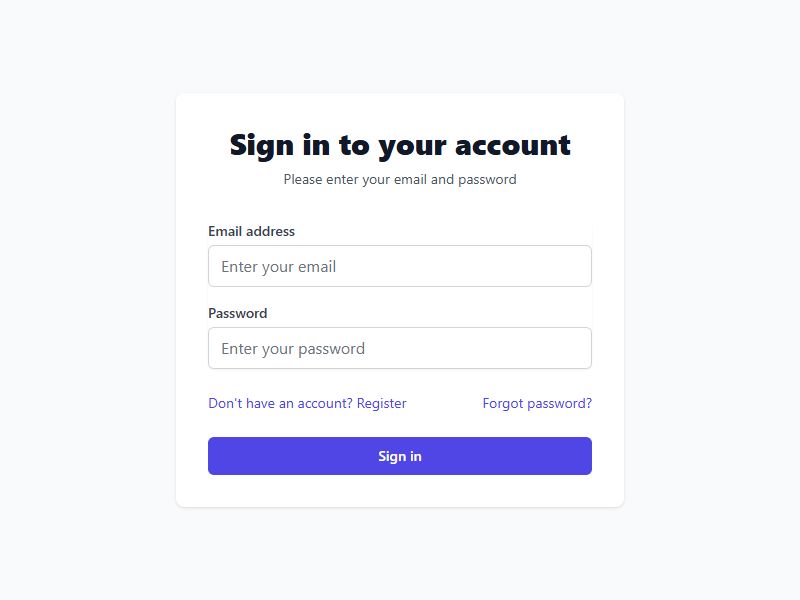 Sign in to your account
Please enter your email and password
Email address
Enter your email
Password
Enter your password
Don't have an account? Register
Forgot password?
Sign in